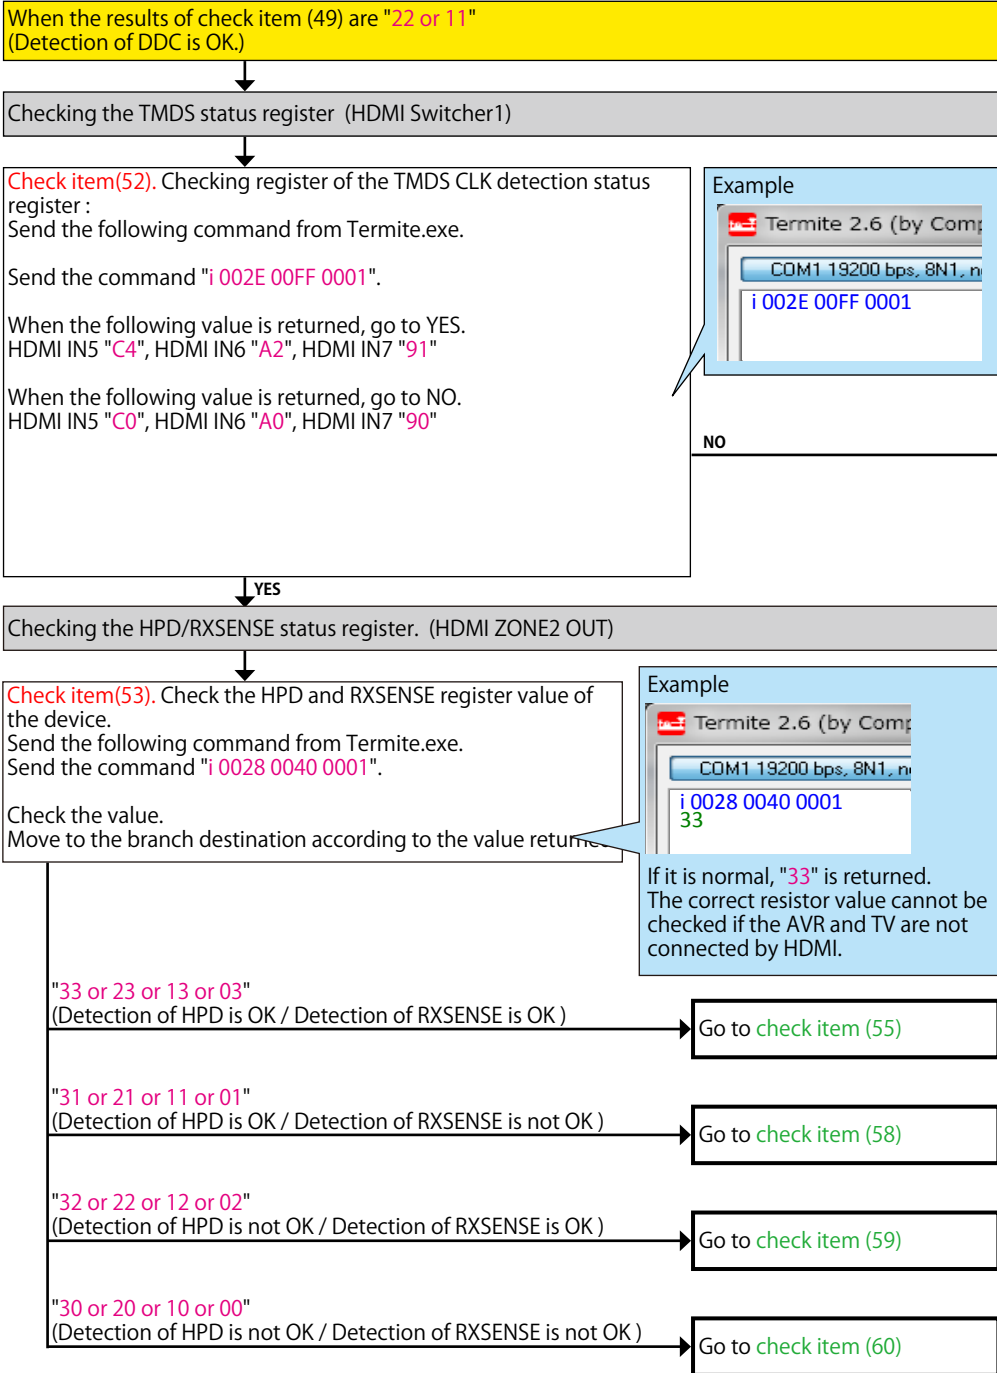 When the results of check item (49) are "22 or 11"
(Detection of DDC is OK.)
Checking the TMDS status register  (HDMI Switcher1)
Check item(52). Checking register of the TMDS CLK detection status
register :
Send the following command from Termite.exe.
Send the command "i 002E 00FF 0001".
When the following value is returned, go to YES.
HDMI IN5 "C4", HDMI IN6 "A2", HDMI IN7 "91"
When the following value is returned, go to NO.
HDMI IN5 "C0", HDMI IN6 "A0", HDMI IN7 "90"
Example
Termite 2.6 (by Comp
COM1 19200 bps, 8N1, n
i 002E 00FF 0001
NO
YES
Checking the HPD/RXSENSE status register.  (HDMI ZONE2 OUT)
Check item(53). Check the HPD and RXSENSE register value of
the device.
Send the following command from Termite.exe.
Send the command "i 0028 0040 0001".
Check the value.
Move to the branch destination according to the value
Example
Termite 2.6 (by Comp
COM1 19200 bps, 8N1, n
i 0028 0040 0001
33
If it is normal, "33" is returned.
The correct resistor value cannot be
checked if the AVR and TV are not
connected by HDMI.
"33 or 23 or 13 or 03"
(Detection of HPD is OK / Detection of RXSENSE is OK )
Go to check item (55)
"31 or 21 or 11 or 01"
(Detection of HPD is OK / Detection of RXSENSE is not OK )
Go to check item (58)
"32 or 22 or 12 or 02"
(Detection of HPD is not OK / Detection of RXSENSE is OK )
Go to check item (59)
"30 or 20 or 10 or 00"
(Detection of HPD is not OK / Detection of RXSENSE is not OK )
Go to check item (60)